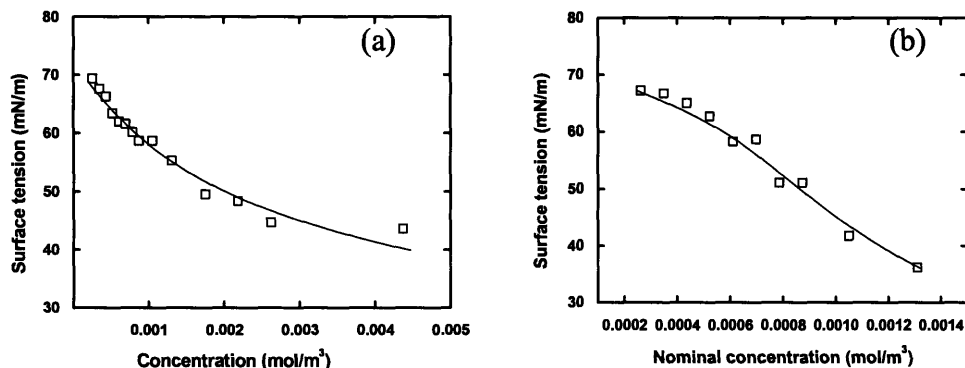 80
(a)
70
60
50
40
30
Surface tension (mN/m)
0.001 0.002 0.003 0.004 0.005
Concentration (mol/m³)
80
(b)
70
60
50
40
30
Surface tension (mN/m)
0.0002 0.0004 0.0006 0.0008 0.0010 0.0012 0.0014
Nominal concentration (mol/m³)